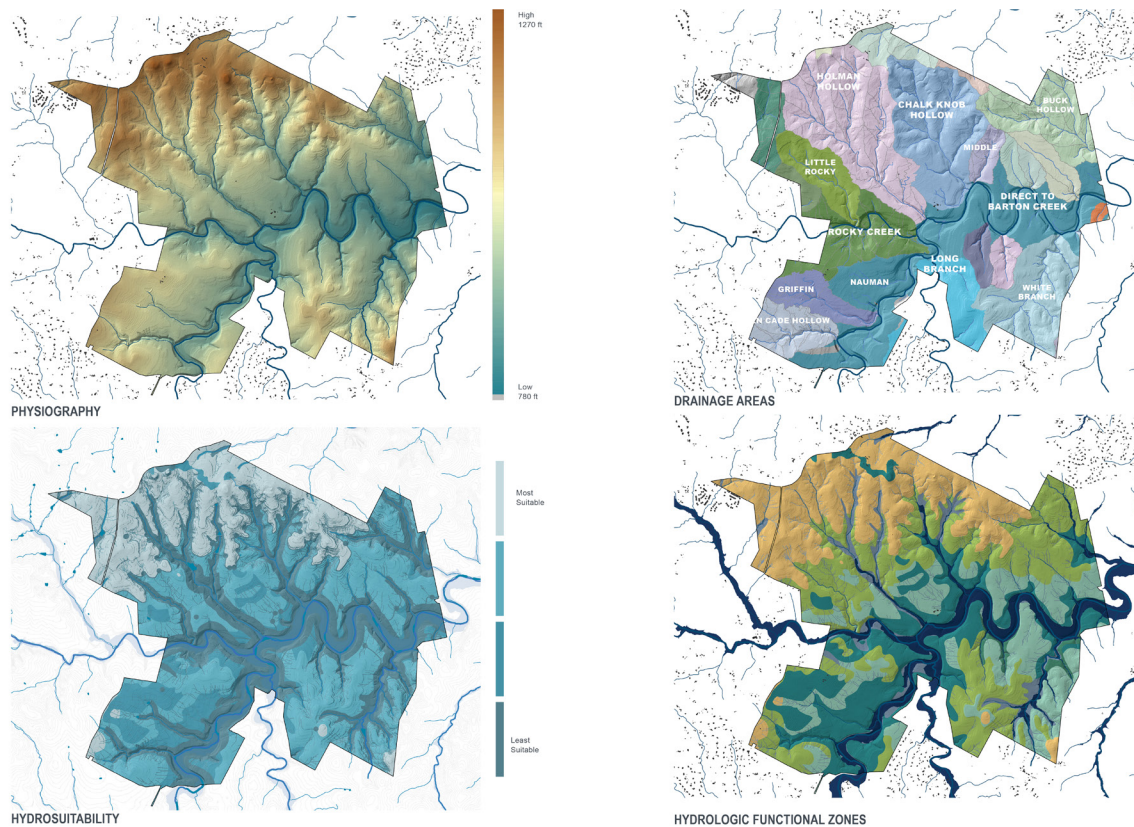 High
1270 ft
Low
780 ft
PHYSIOGRAPHY
HOLMAN
HOLLOW
CHALK KNOB
HOLLOW
BUCK
HOLLOW
MIDDLE
LITTLE
ROCKY
DIRECT TO
BARTON CREEK
ROCKY CREEK
LONG
BRANCH
GRIFFIN
NAUMAN
WHITE
BRANCH
N CADE HOLLOW
DRAINAGE AREAS
Most
Suitable
Least
Suitable
HYDROSUITABILITY
HYDROLOGIC FUNCTIONAL ZONES